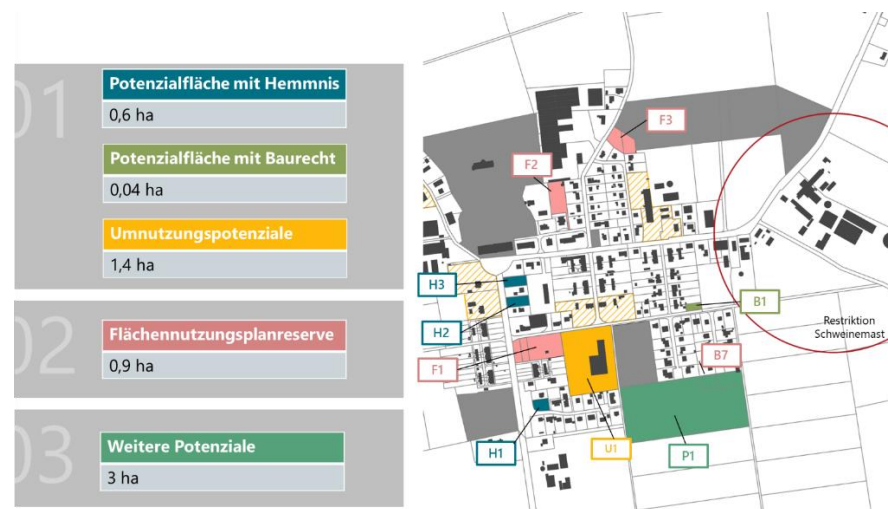 01
Potenzialfläche mit Hemmnis
0,6 ha
Potenzialfläche mit Baurecht
0,04 ha
Umnutzungspotenziale
1,4 ha
02
Flächennutzungsplanreserve
0,9 ha
03
Weitere Potenziale
3 ha
F3
F2
H3
H2
B1
Restriktion
Schweinemast
F1
B7
H1
U1
P1